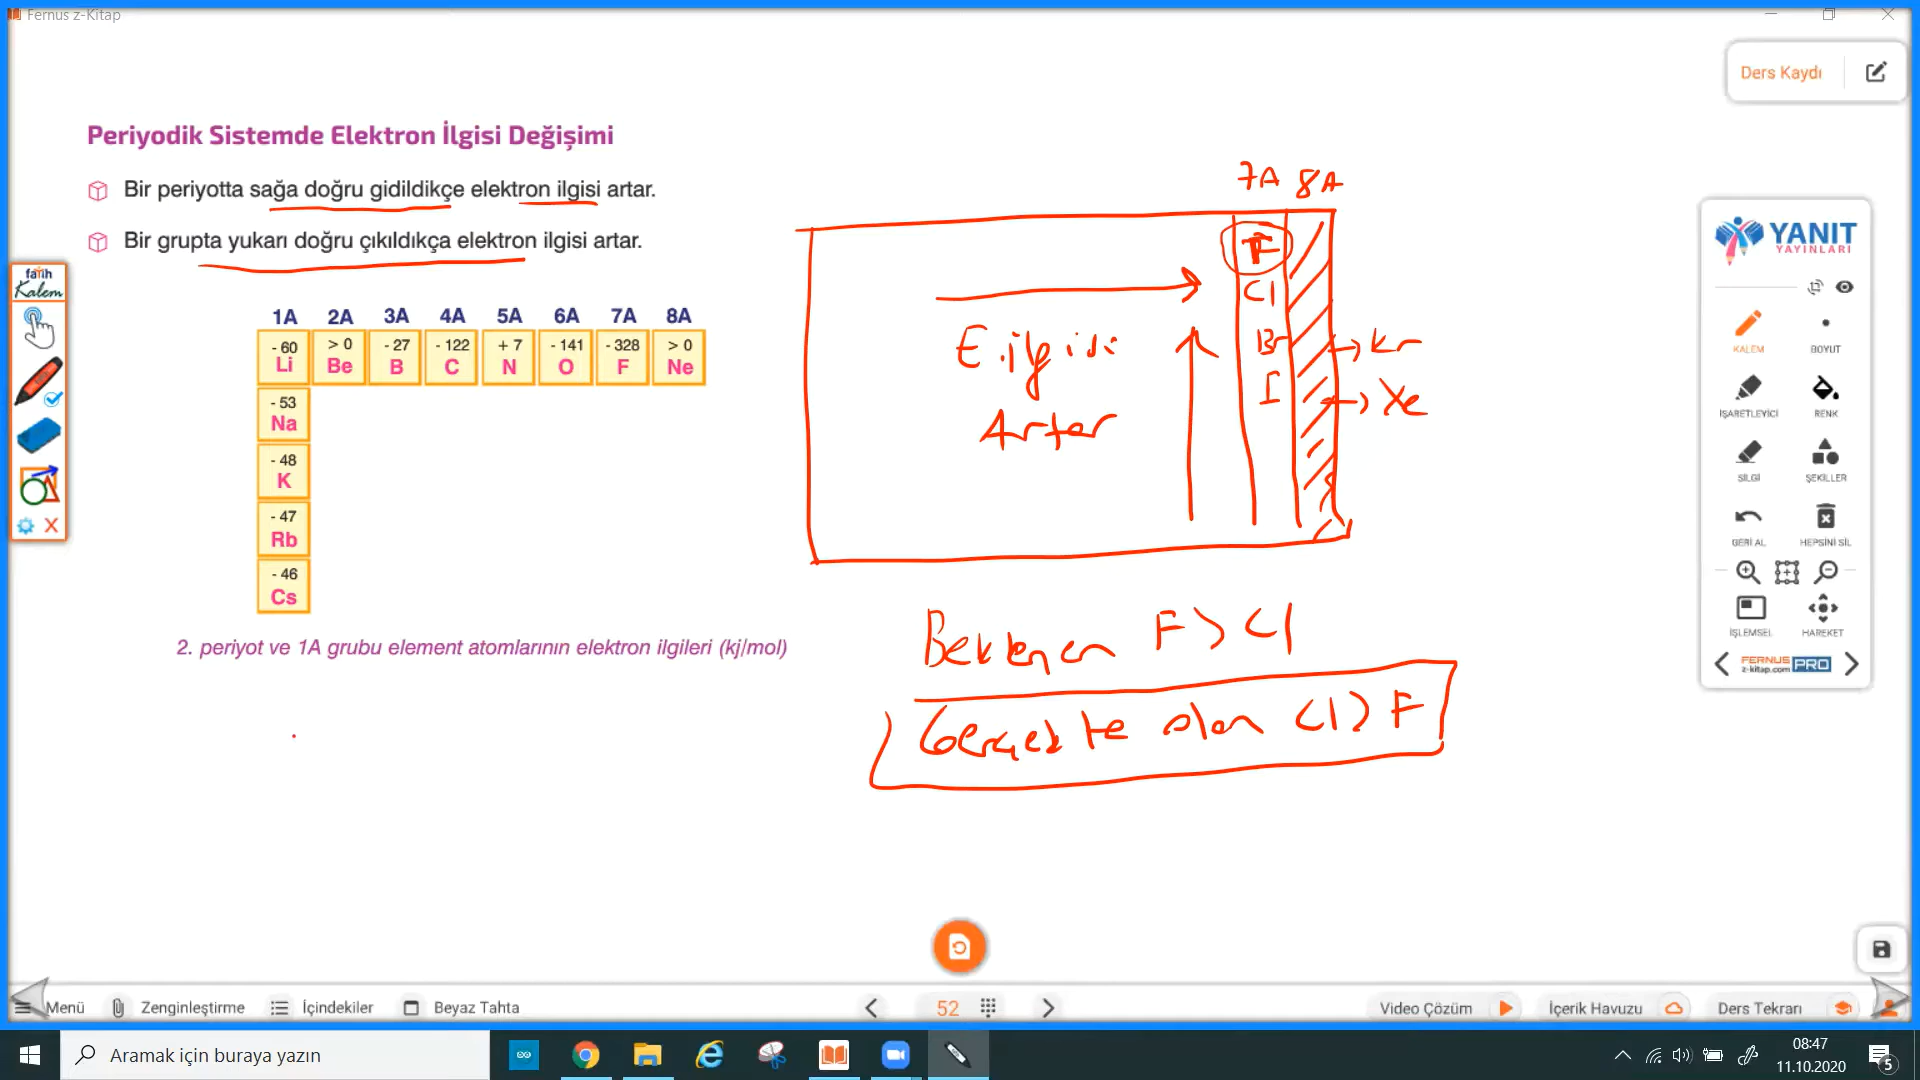 Fernus z-Kitap
Ders Kaydı
Periyodik Sistemde Elektron İlgisi Değişimi
Bir periyotta sağa doğru gidildikçe elektron ilgisi artar.
Bir grupta yukarı doğru çıkıldıkça elektron ilgisi artar.
fatih
Kalem
1A 2A 3A 4A 5A 6A 7A 8A
- 60 > 0 - 27 - 122 + 7 - 141 - 328 > 0
Li Be B C N O F Ne
- 53
Na
- 48
K
- 47
Rb
- 46
Cs
2. periyot ve 1A grubu element atomlarının elektron ilgileri (kj/mol)
7A 8A
F
Cl
Br → Kr
I → Xe
E.ilgisi
Artar
Beklenen F > Cl
Gerçekte olan Cl > F
YANIT
YAYINLARI
KALEM BOYUT
İŞARETLEYİCİ RENK
SİLGİ ŞEKİLLER
GERİ AL HEPSİNİ SİL
İŞLEMSEL HAREKET
FERNUS
z-kitap.com PRO
Menü Zenginleştirme İçindekiler Beyaz Tahta 52 Video Çözüm İçerik Havuzu Ders Tekrarı
Aramak için buraya yazın
08:47
11.10.2020
5